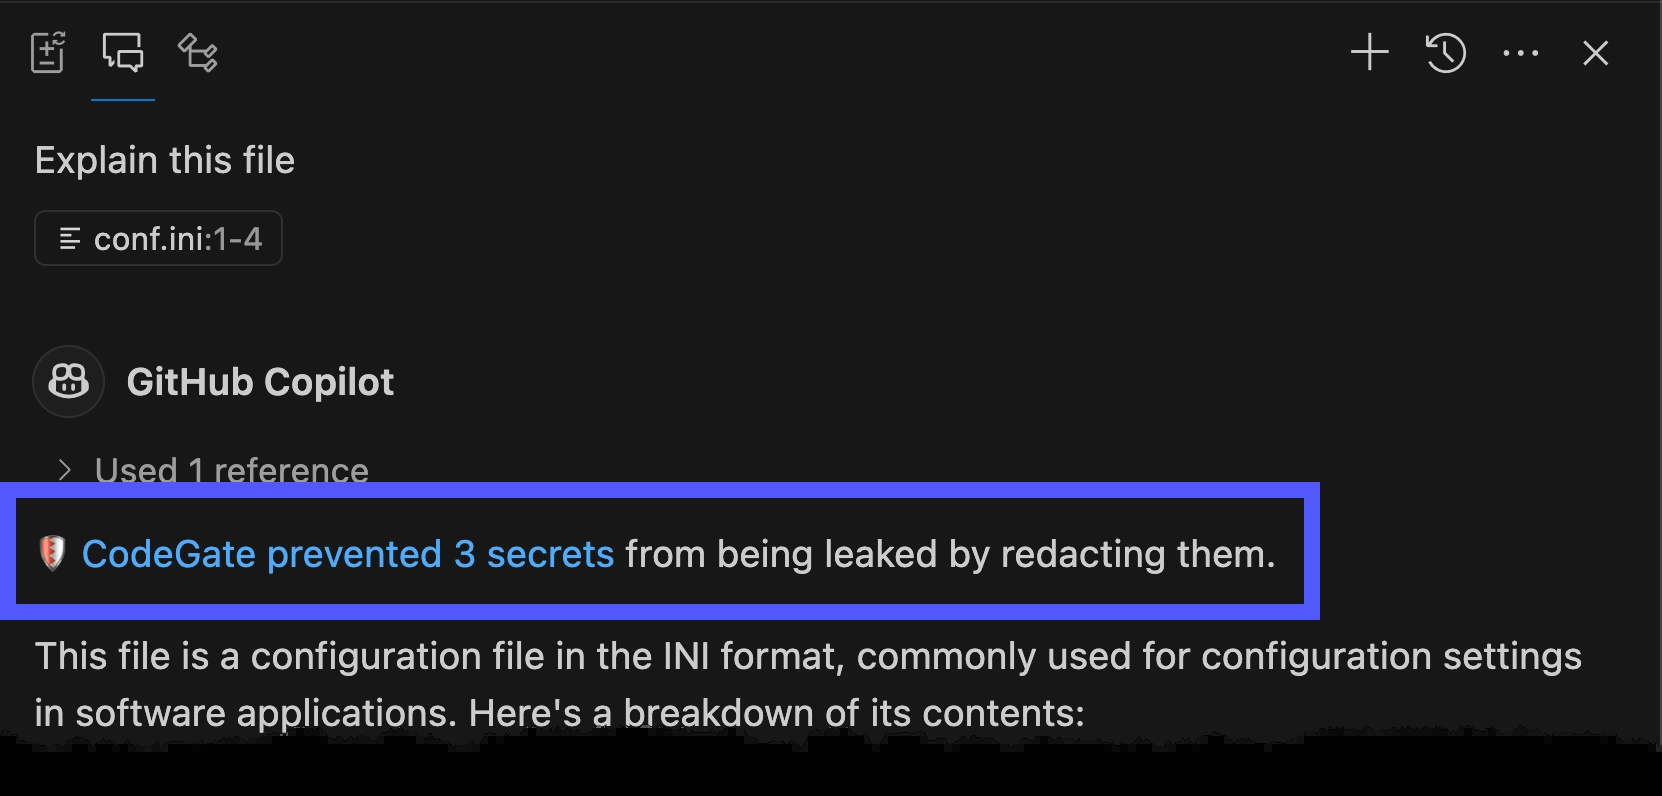 Explain this file
conf.ini:1-4
GitHub Copilot
Used 1 reference
CodeGate prevented 3 secrets from being leaked by redacting them.
This file is a configuration file in the INI format, commonly used for configuration settings
in software applications. Here's a breakdown of its contents: